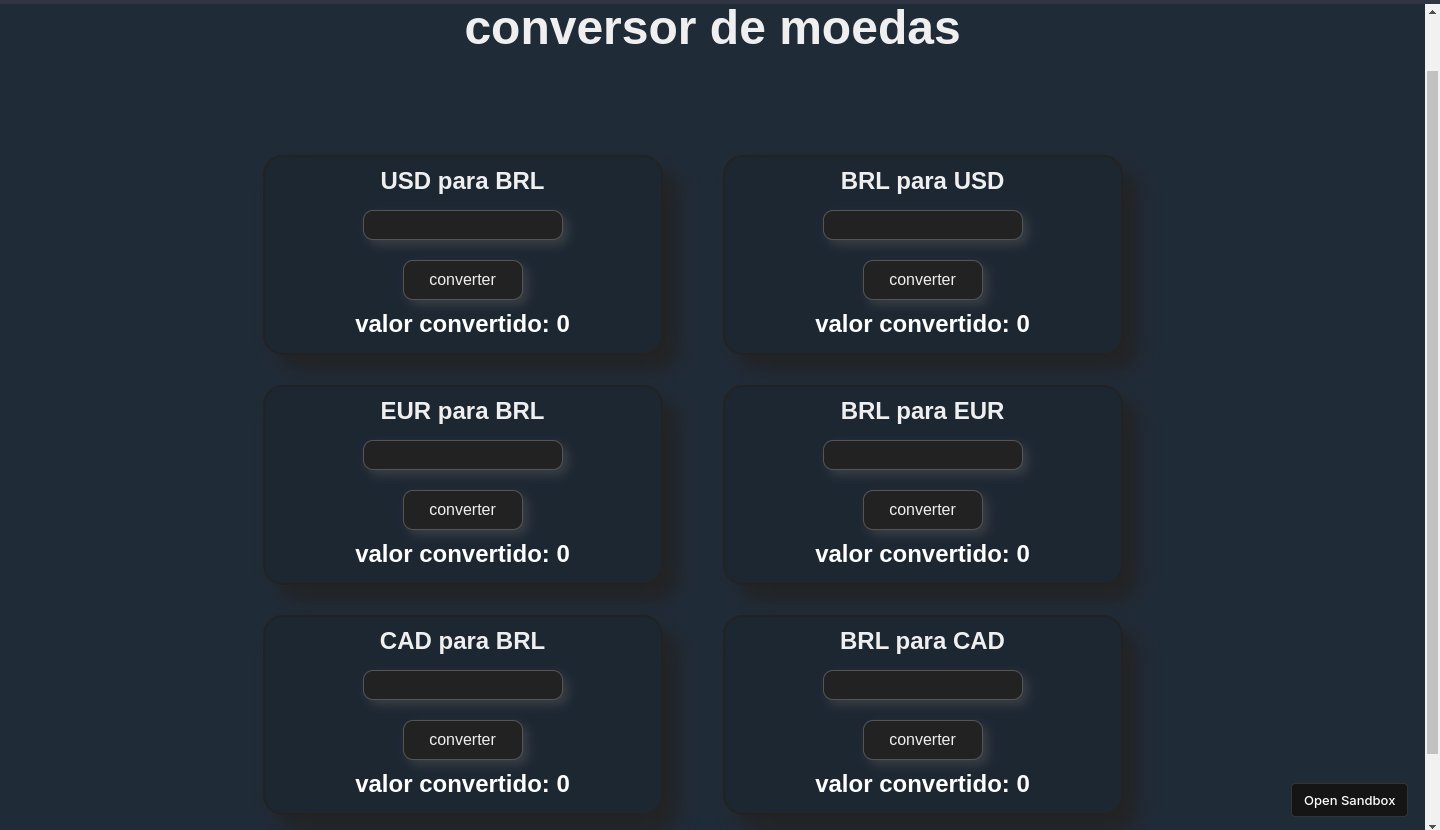 conversor de moedas
USD para BRL
converter
valor convertido: 0
BRL para USD
converter
valor convertido: 0
EUR para BRL
converter
valor convertido: 0
BRL para EUR
converter
valor convertido: 0
CAD para BRL
converter
valor convertido: 0
BRL para CAD
converter
valor convertido: 0
Open Sandbox